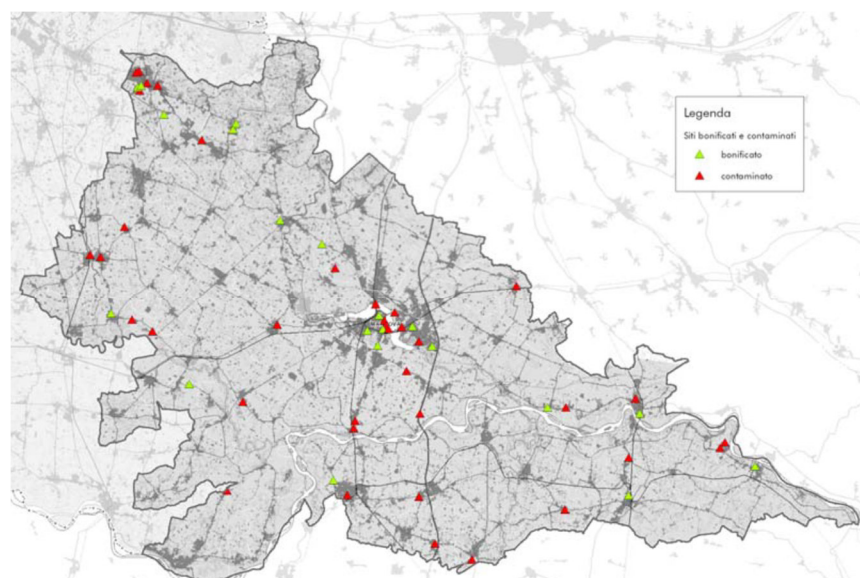 Legenda
Siti bonificati e contaminati
bonificato
contaminato